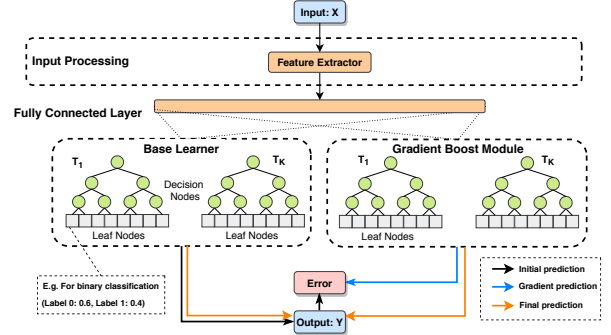 Input: X
Input Processing
Feature Extractor
Fully Connected Layer
Base Learner
Gradient Boost Module
T1
TK
T1
TK
Decision
Nodes
Leaf Nodes
Leaf Nodes
Leaf Nodes
E.g. For binary classification
(Label 0: 0.6, Label 1: 0.4)
Error
Output: Y
Initial prediction
Gradient prediction
Final prediction